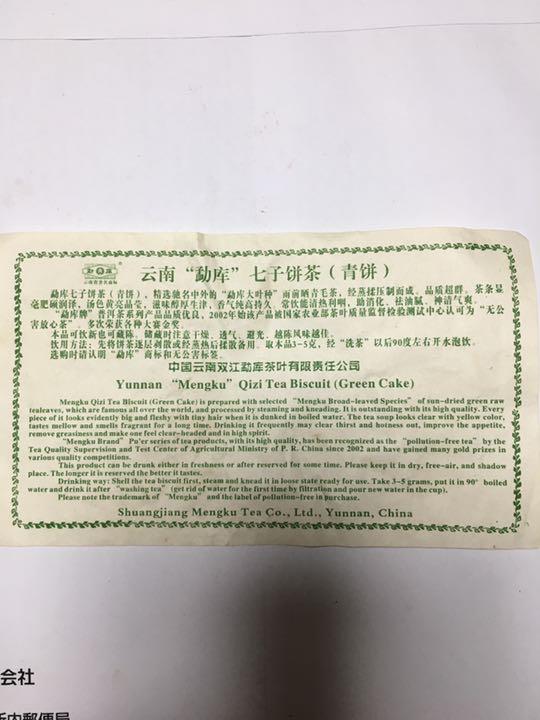 勐库
云南省著名商标
云南“勐库”七子饼茶（青饼）
勐库七子饼茶（青饼），精选驰名中外的“勐库大叶种”雨前晒青毛茶，经蒸揉压制而成，品质超群。茶条显
毫肥硕润泽，汤色黄亮晶莹，滋味醇厚生津，香气纯高持久。常饮能清热利咽，助消化，祛油腻，神清气爽。
“勐库牌”普洱茶系列产品品质优良，2002年始该产品被国家农业部茶叶质量监督检验测试中心认可为“无公
害放心茶”，多次荣获各种大赛金奖。
本品可饮新也可藏陈。储藏时注意干燥、透气、避光。越陈风味越佳。
饮用方法：先将饼茶逐层剥散或经蒸热后揉散备用。取本品3-5克，经“洗茶”以后90度左右开水泡饮。
选购时请认明“勐库”商标和无公害标签。
中国云南双江勐库茶叶有限责任公司
Yunnan “Mengku” Qizi Tea Biscuit (Green Cake)
Mengku Qizi Tea Biscuit (Green Cake) is prepared with selected “Mengku Broad-leaved Species” of sun-dried green raw
tealeaves, which are famous all over the world, and processed by steaming and kneading. It is outstanding with its high quality. Every
piece of it looks evidently big and fleshy with tiny hair when it is dunked in boiled water. The tea soup looks clear with yellow color,
tastes mellow and smells fragrant for a long time. Drinking it frequently may clear thirst and hotness out, improve the appetite,
remove greasiness and make one feel clear-headed and in high spirit.
“Mengku Brand” Pu'er series of tea products, with its high quality, has been recognized as the “pollution-free tea” by the
Tea Quality Supervision and Test Center of Agricultural Ministry of P. R. China since 2002 and have gained many gold prizes in
various quality competitions.
This product can be drunk either in freshness or after reserved for some time. Please keep it in dry, free-air, and shadow
place. The longer it is reserved the better it tastes.
Drinking way: Shell the tea biscuit first, steam and knead it in loose state ready for use. Take 3-5 grams, put it in 90° boiled
water and drink it after “washing tea” (get rid of water for the first time by filtration and pour new water in the cup).
Please note the trademark of “Mengku” and the label of pollution-free in purchase.
Shuangjiang Mengku Tea Co., Ltd., Yunnan, China
会社
内郵便局